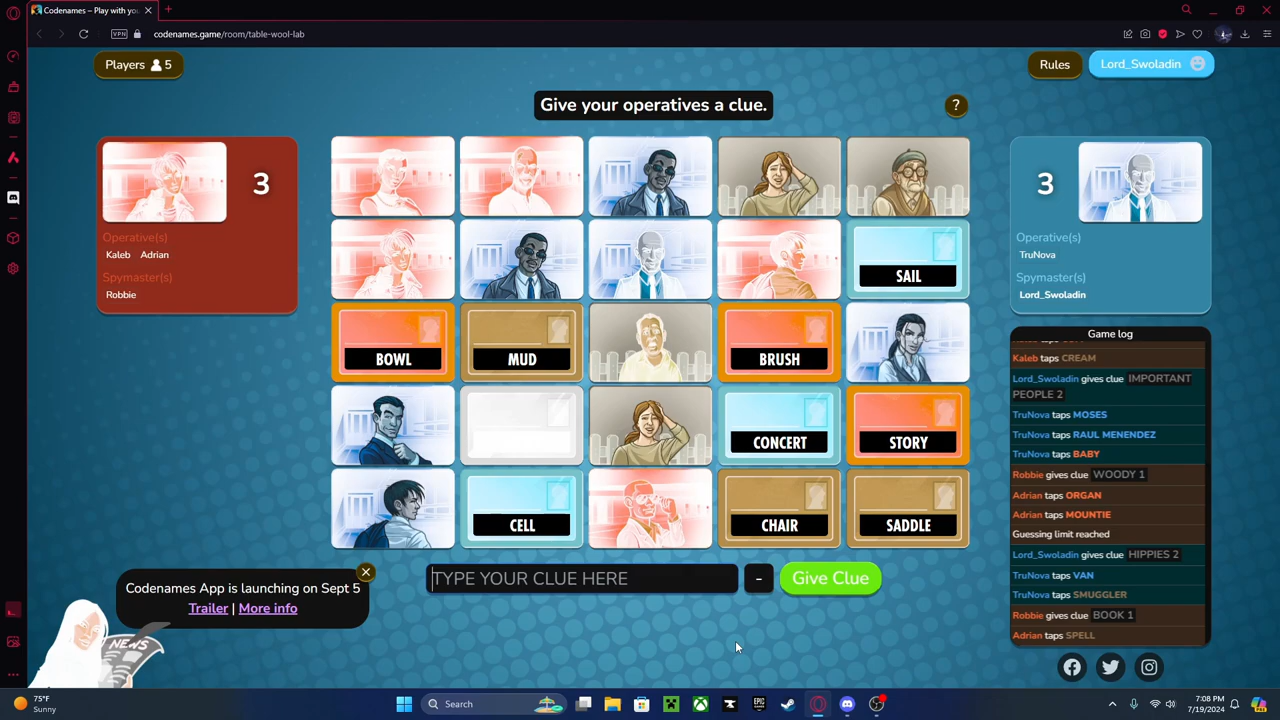 Codenames – Play with yo
VPN
codenames.game/room/table-wool-lab
Players 5
Rules
Lord_Swoladin
Give your operatives a clue.
?
3
Operative(s)
Kaleb Adrian
Spymaster(s)
Robbie
3
Operative(s)
TruNova
Spymaster(s)
Lord_Swoladin
SAIL
BOWL
MUD
BRUSH
CONCERT
STORY
CELL
CHAIR
SADDLE
Game log
Kaleb taps CREAM
Lord_Swoladin gives clue IMPORTANT
PEOPLE 2
TruNova taps MOSES
TruNova taps RAUL MENENDEZ
TruNova taps BABY
Robbie gives clue WOODY 1
Adrian taps ORGAN
Adrian taps MOUNTIE
Guessing limit reached
Lord_Swoladin gives clue HIPPIES 2
TruNova taps VAN
TruNova taps SMUGGLER
Robbie gives clue BOOK 1
Adrian taps SPELL
TYPE YOUR CLUE HERE
-
Give Clue
Codenames App is launching on Sept 5
Trailer | More info
NEWS
75°F
Sunny
Search
EPIC
7:08 PM
7/19/2024